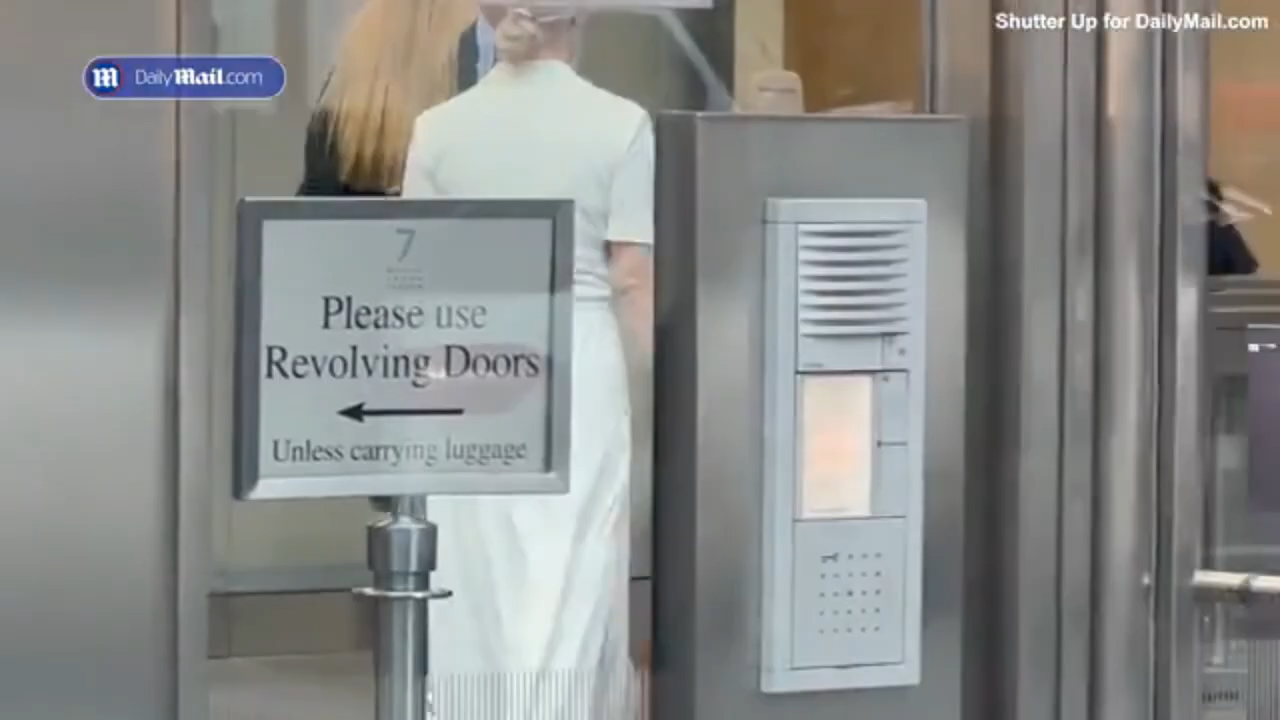 Shutter Up for DailyMail.com
m DailyMail.com
7
Please use
Revolving Doors
Unless carrying luggage